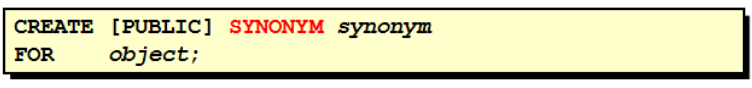 CREATE [PUBLIC] SYNONYM synonym
FOR    object;